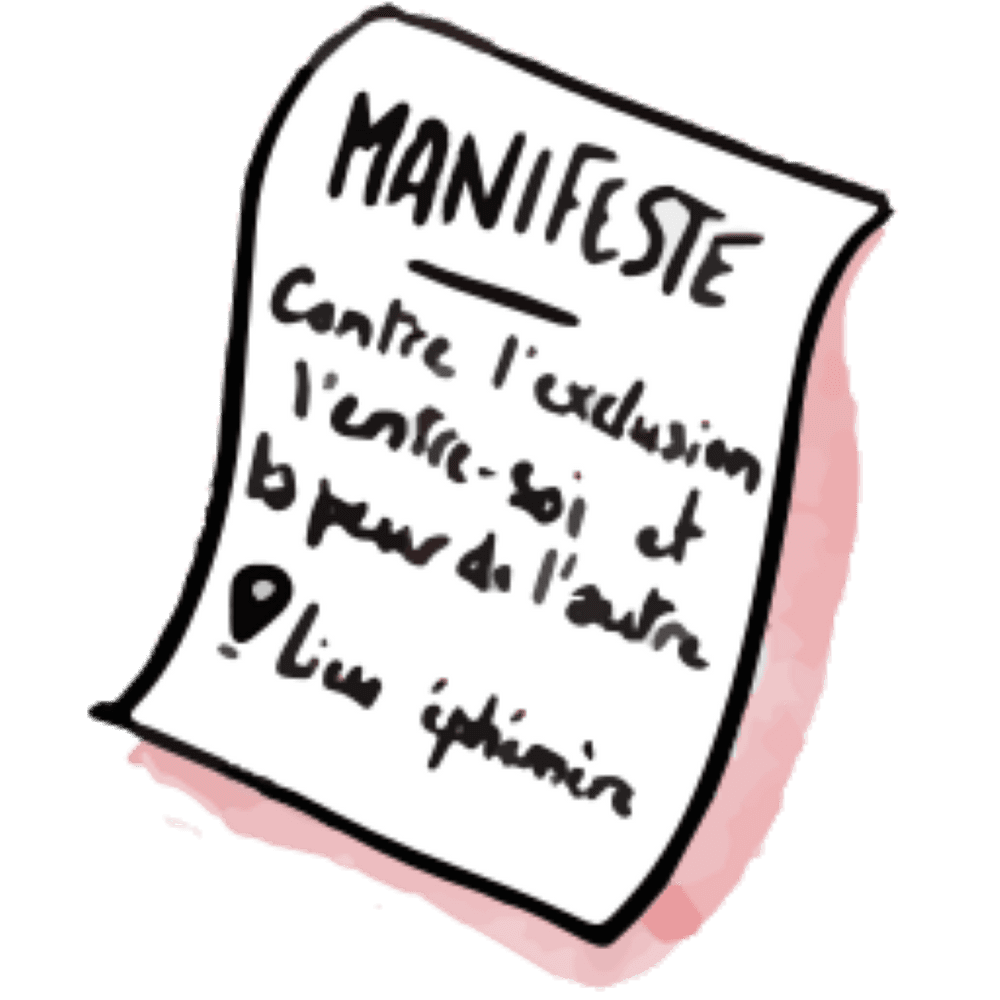 MANIFESTE
Contre l'exclusion
l'entre-soi et
la peur de l'autre
Lieu éphémère